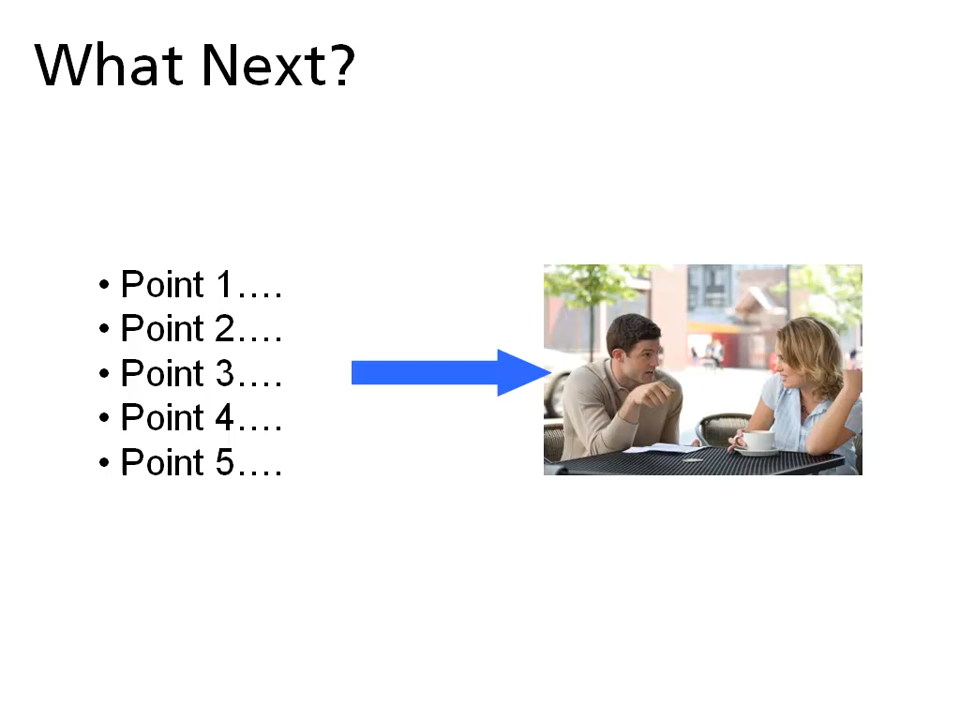 What Next?
• Point 1....
• Point 2....
• Point 3....
• Point 4....
• Point 5....